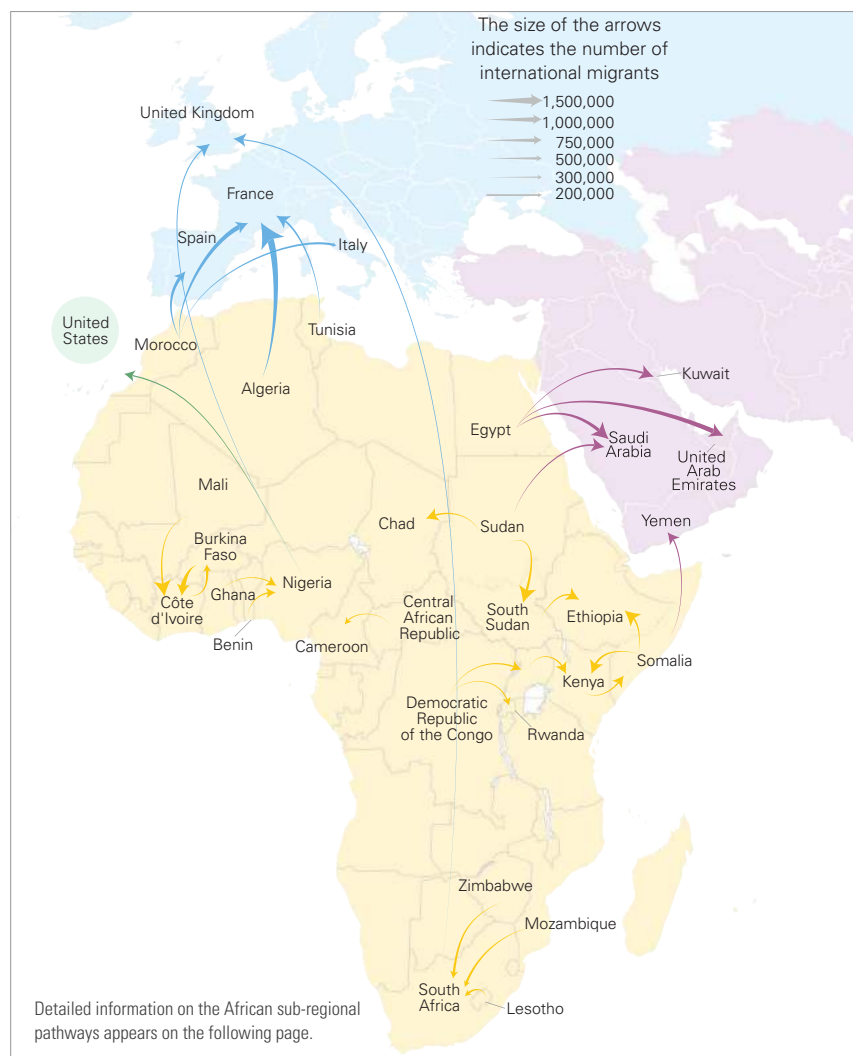 The size of the arrows
indicates the number of
international migrants
1,500,000
1,000,000
750,000
500,000
300,000
200,000
United Kingdom
France
Spain
Italy
United
States
Morocco
Tunisia
Algeria
Kuwait
Egypt
Saudi
Arabia
United
Arab
Emirates
Mali
Chad
Sudan
Yemen
Burkina
Faso
Nigeria
Ghana
Côte
d'Ivoire
Benin
Cameroon
Central
African
Republic
South
Sudan
Ethiopia
Somalia
Kenya
Democratic
Republic
of the Congo
Rwanda
Zimbabwe
Mozambique
South
Africa
Lesotho
Detailed information on the African sub-regional
pathways appears on the following page.